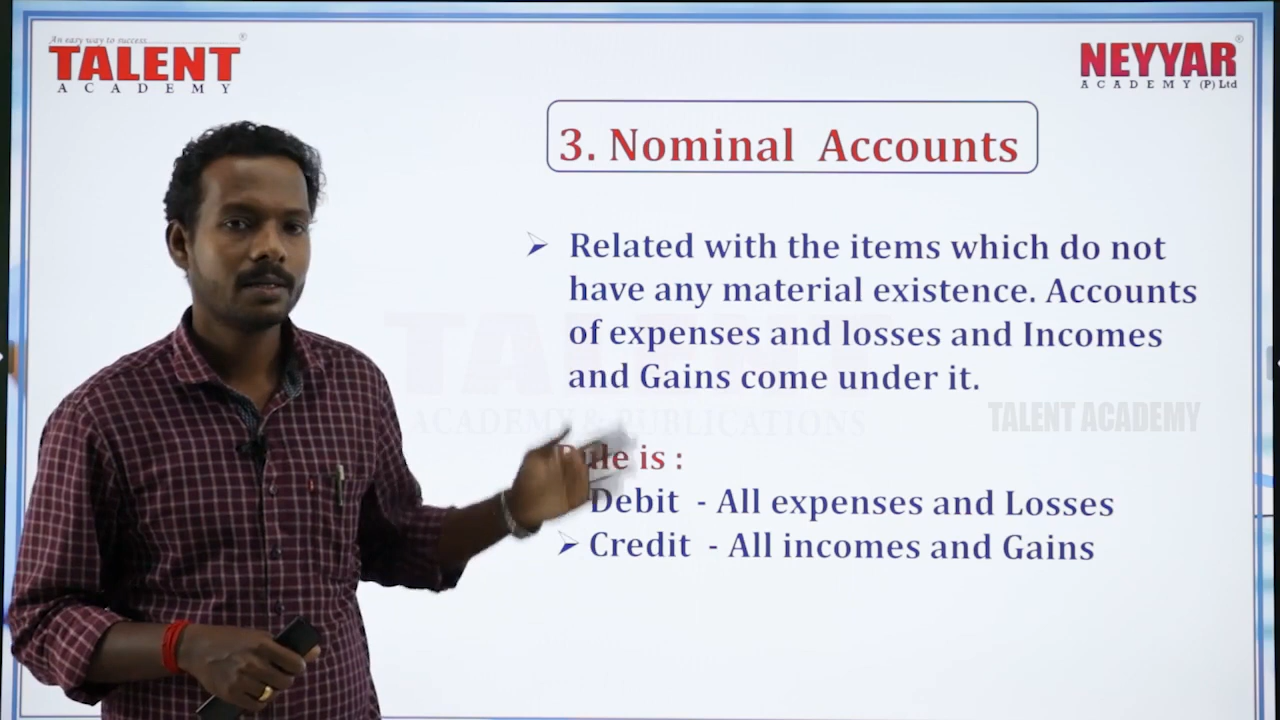 An easy way to success
TALENT
ACADEMY
NEYYAR
ACADEMY (P) Ltd
3. Nominal Accounts
Related with the items which do not
have any material existence. Accounts
of expenses and losses and Incomes
and Gains come under it.
TALENT
ACADEMY & PUBLICATIONS
TALENT ACADEMY
Rule is :
Debit - All expenses and Losses
Credit - All incomes and Gains